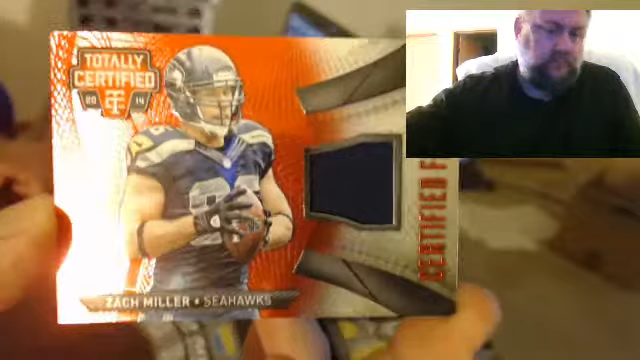 TOTALLY
CERTIFIED
20 14
ZACH MILLER • SEAHAWKS
CERTIFIED F